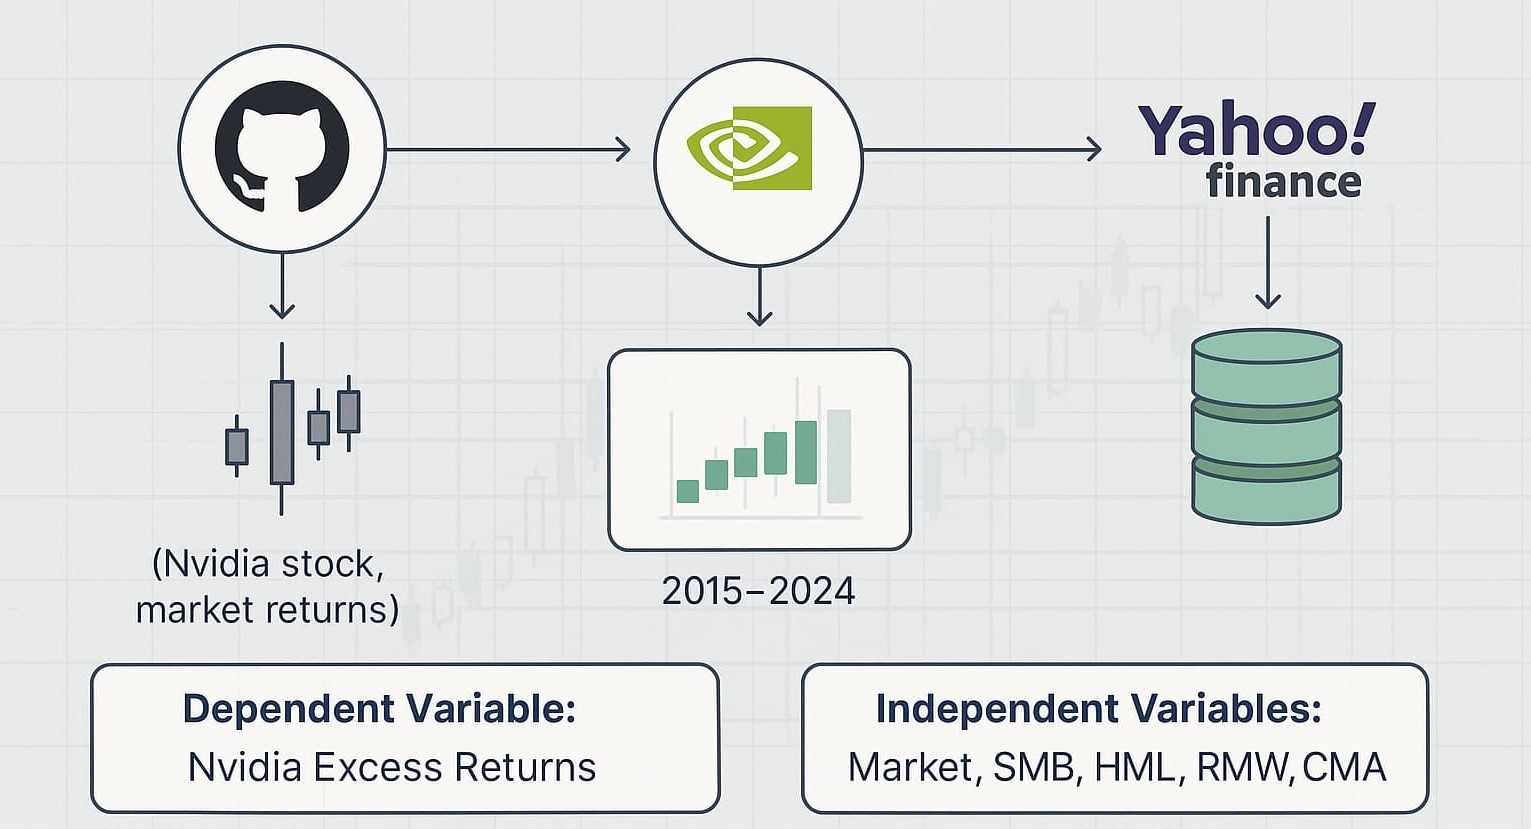 Yahoo!
finance
(Nvidia stock,
market returns)
2015–2024
Dependent Variable:
Nvidia Excess Returns
Independent Variables:
Market, SMB, HML, RMW, CMA